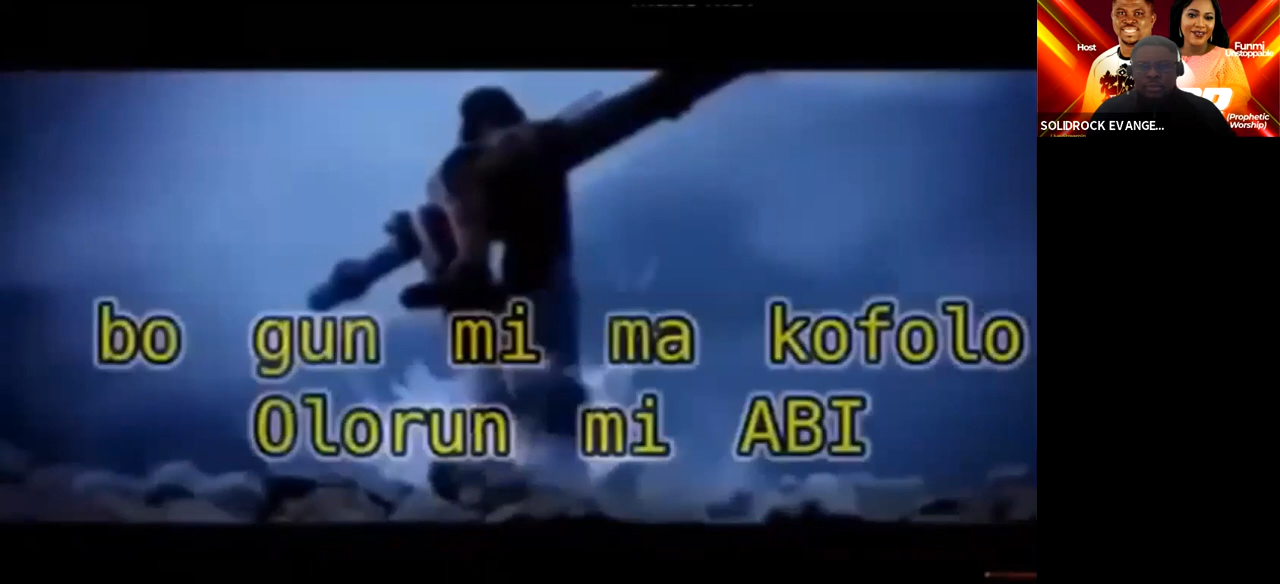 bo gun mi ma kofolo
Olorun mi ABI
Host
Funmi
Unstoppable
(Prophetic
Worship)
SOLIDROCK EVANGE...